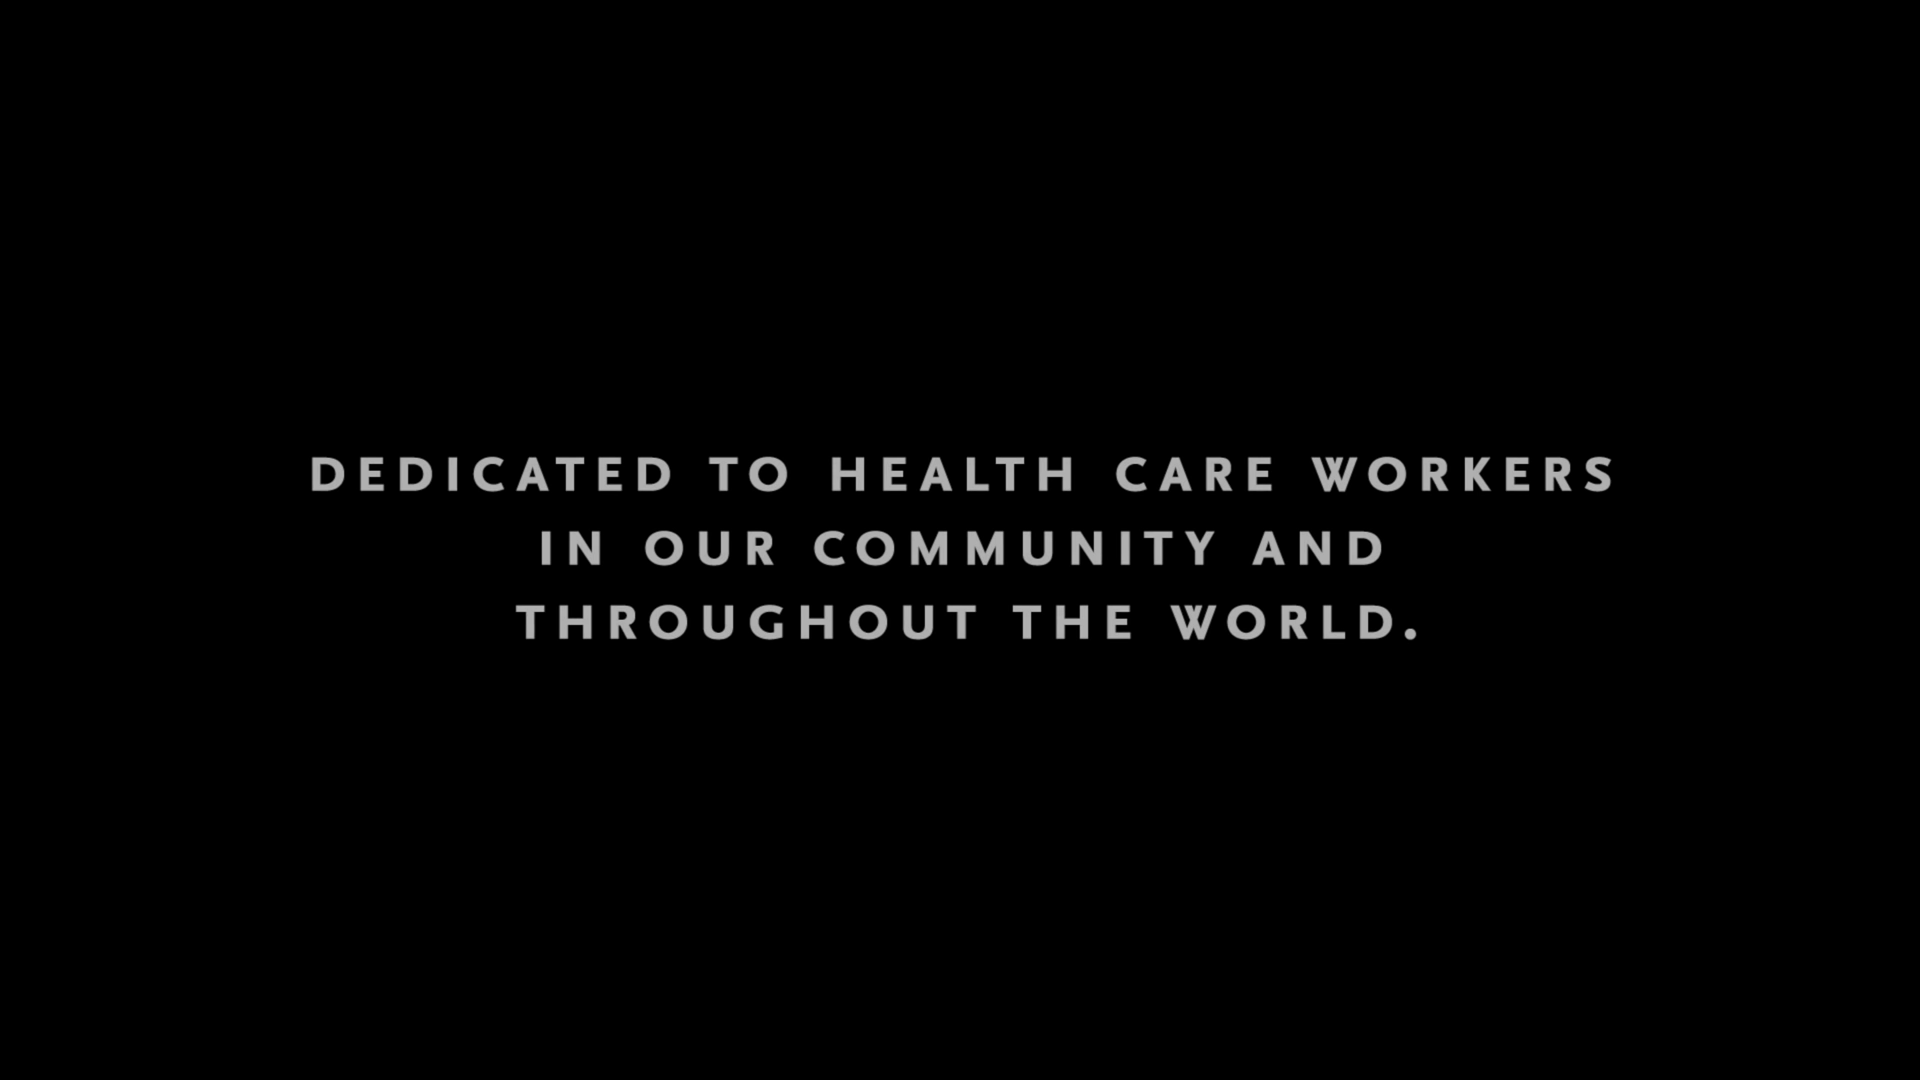 DEDICATED TO HEALTH CARE WORKERS
IN OUR COMMUNITY AND
THROUGHOUT THE WORLD.